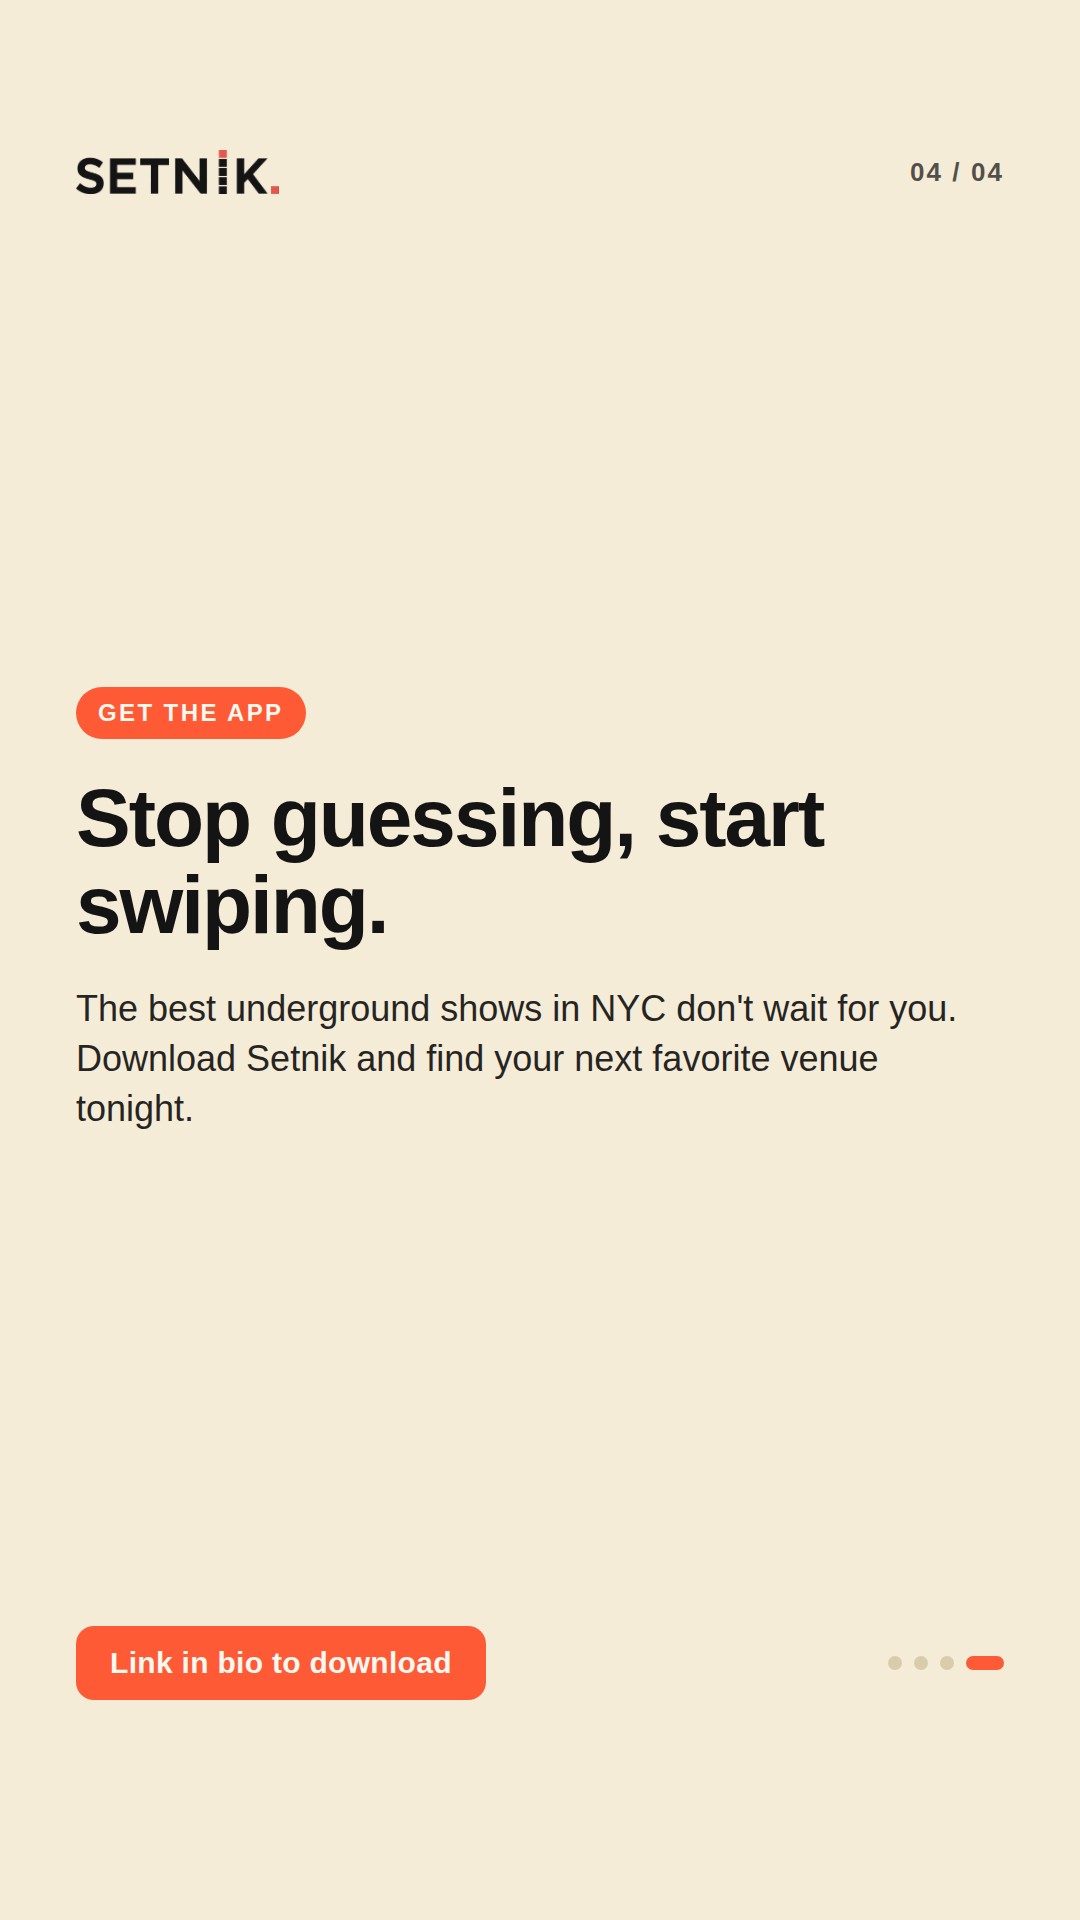 SETNIK.
04 / 04
GET THE APP
Stop guessing, start
swiping.
The best underground shows in NYC don't wait for you.
Download Setnik and find your next favorite venue
tonight.
Link in bio to download